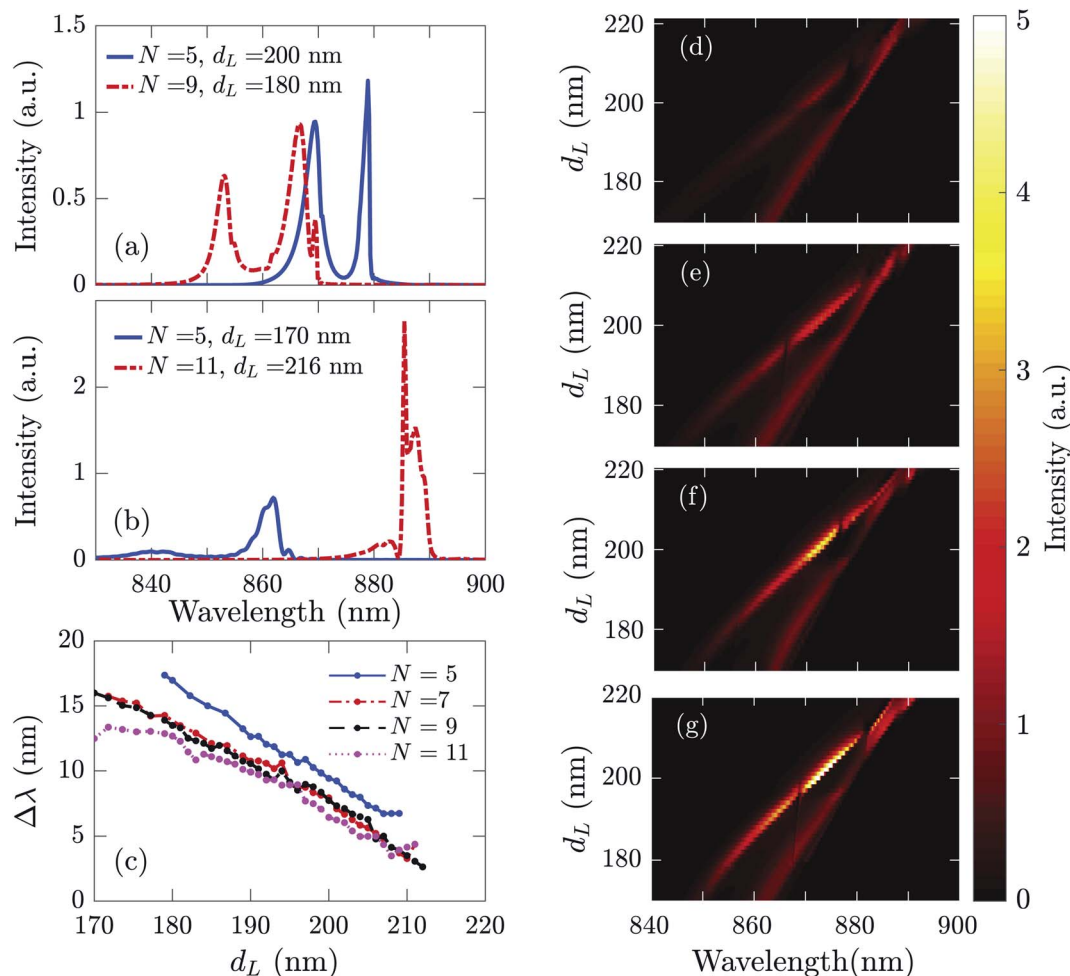 1.5
N =5, d_L=200 nm
N =9, d_L=180 nm
1
0.5
0
Intensity (a.u.)
(a)
N =5, d_L=170 nm
N =11, d_L=216 nm
2
1
0
Intensity (a.u.)
(b)
840 860 880 900
Wavelength (nm)
20
15
10
5
0
Δλ (nm)
N = 5
N =7
N = 9
N = 11
(c)
170 180 190 200 210 220
d_L (nm)
220
200
180
d_L (nm)
(d)
220
200
180
d_L (nm)
(e)
220
200
180
d_L (nm)
(f)
220
200
180
d_L (nm)
(g)
840 860 880 900
Wavelength(nm)
5
4
3
2
1
0
Intensity (a.u.)